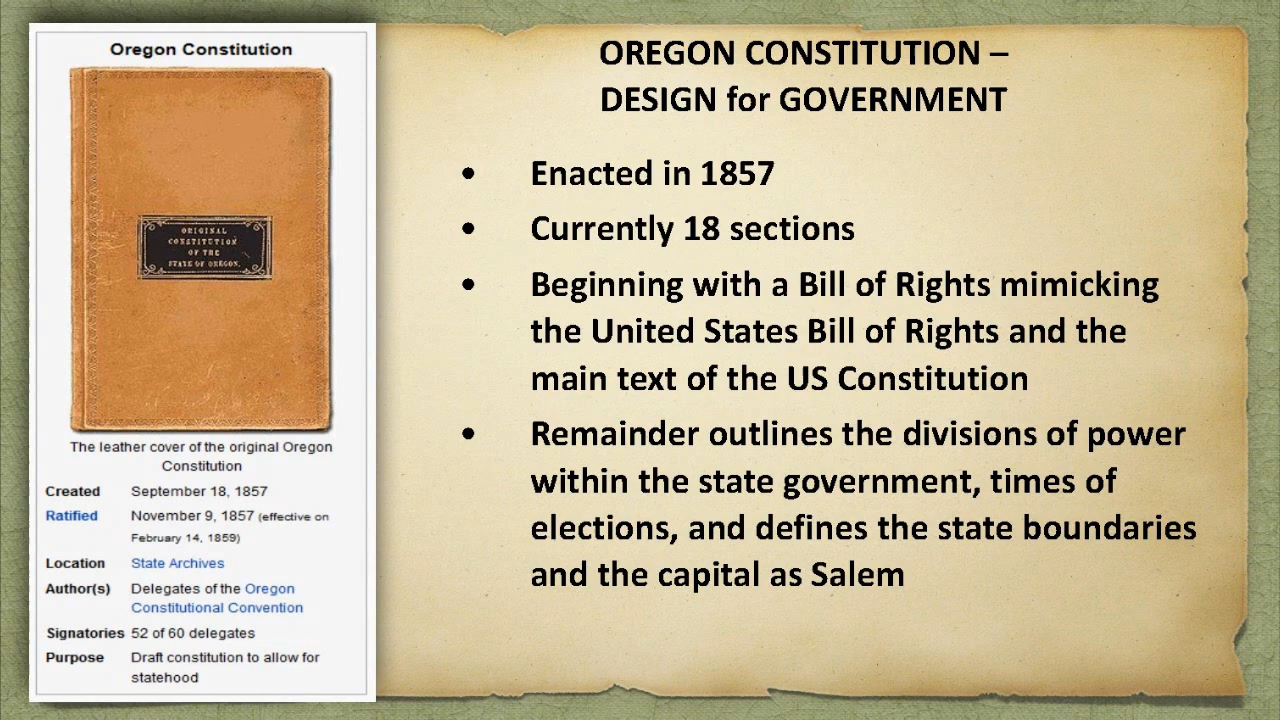 Oregon Constitution
ORIGINAL
CONSTITUTION
OF THE
STATE OF OREGON.
The leather cover of the original Oregon
Constitution
Created September 18, 1857
Ratified November 9, 1857 (effective on
February 14, 1859)
Location State Archives
Author(s) Delegates of the Oregon
Constitutional Convention
Signatories 52 of 60 delegates
Purpose Draft constitution to allow for
statehood
OREGON CONSTITUTION –
DESIGN for GOVERNMENT
• Enacted in 1857
• Currently 18 sections
• Beginning with a Bill of Rights mimicking
the United States Bill of Rights and the
main text of the US Constitution
• Remainder outlines the divisions of power
within the state government, times of
elections, and defines the state boundaries
and the capital as Salem